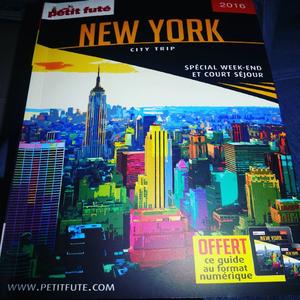 petit futé
2016
NEW YORK
CITY TRIP
SPÉCIAL WEEK-END
ET COURT SÉJOUR
OFFERT
ce guide
au format
numérique
WWW.PETITFUTE.COM